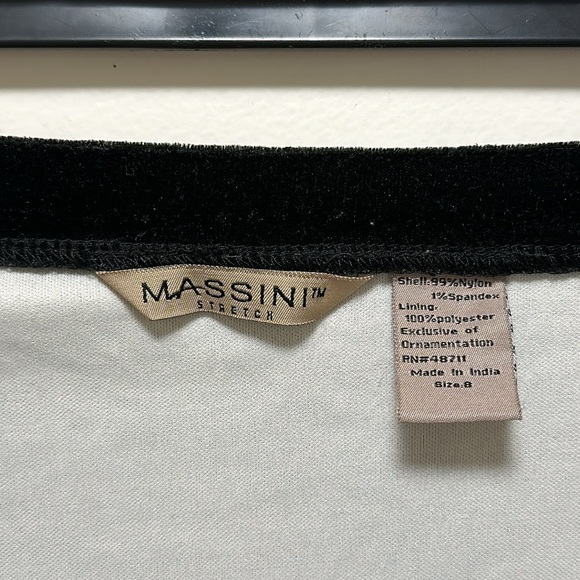 MASSINI™
STRETCH
Shell:99%Nylon
1%Spandex
Lining:
100%polyester
Exclusive of
Ornamentation
RN#48711
Made In India
Size:8